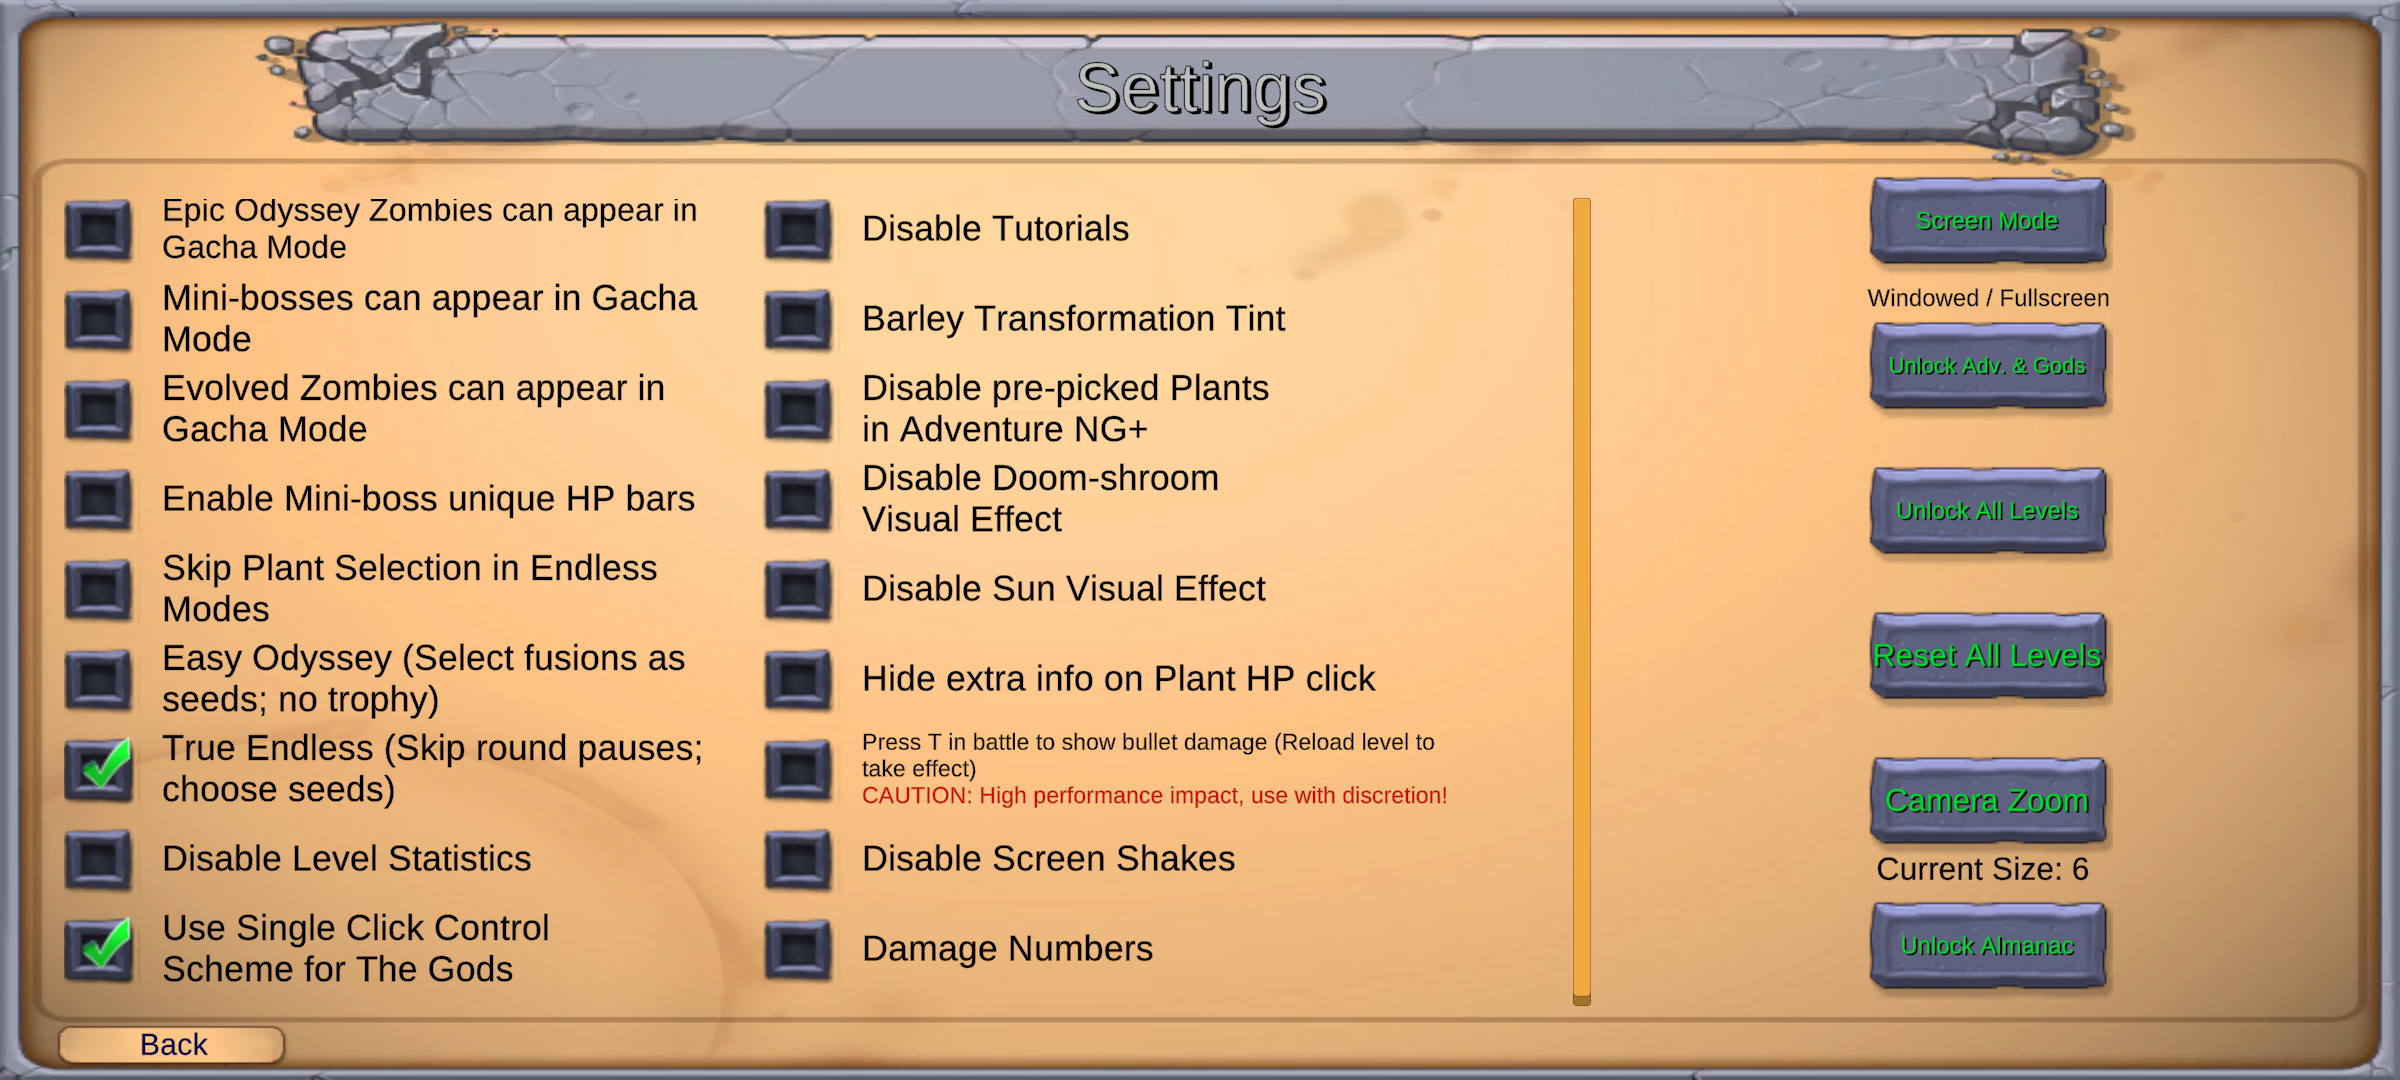 Settings
Epic Odyssey Zombies can appear in
Gacha Mode
Mini-bosses can appear in Gacha
Mode
Evolved Zombies can appear in
Gacha Mode
Enable Mini-boss unique HP bars
Skip Plant Selection in Endless
Modes
Easy Odyssey (Select fusions as
seeds; no trophy)
True Endless (Skip round pauses;
choose seeds)
Disable Level Statistics
Use Single Click Control
Scheme for The Gods
Disable Tutorials
Barley Transformation Tint
Disable pre-picked Plants
in Adventure NG+
Disable Doom-shroom
Visual Effect
Disable Sun Visual Effect
Hide extra info on Plant HP click
Press T in battle to show bullet damage (Reload level to
take effect)
CAUTION: High performance impact, use with discretion!
Disable Screen Shakes
Damage Numbers
Screen Mode
Windowed / Fullscreen
Unlock Adv. & Gods
Unlock All Levels
Reset All Levels
Camera Zoom
Current Size: 6
Unlock Almanac
Back